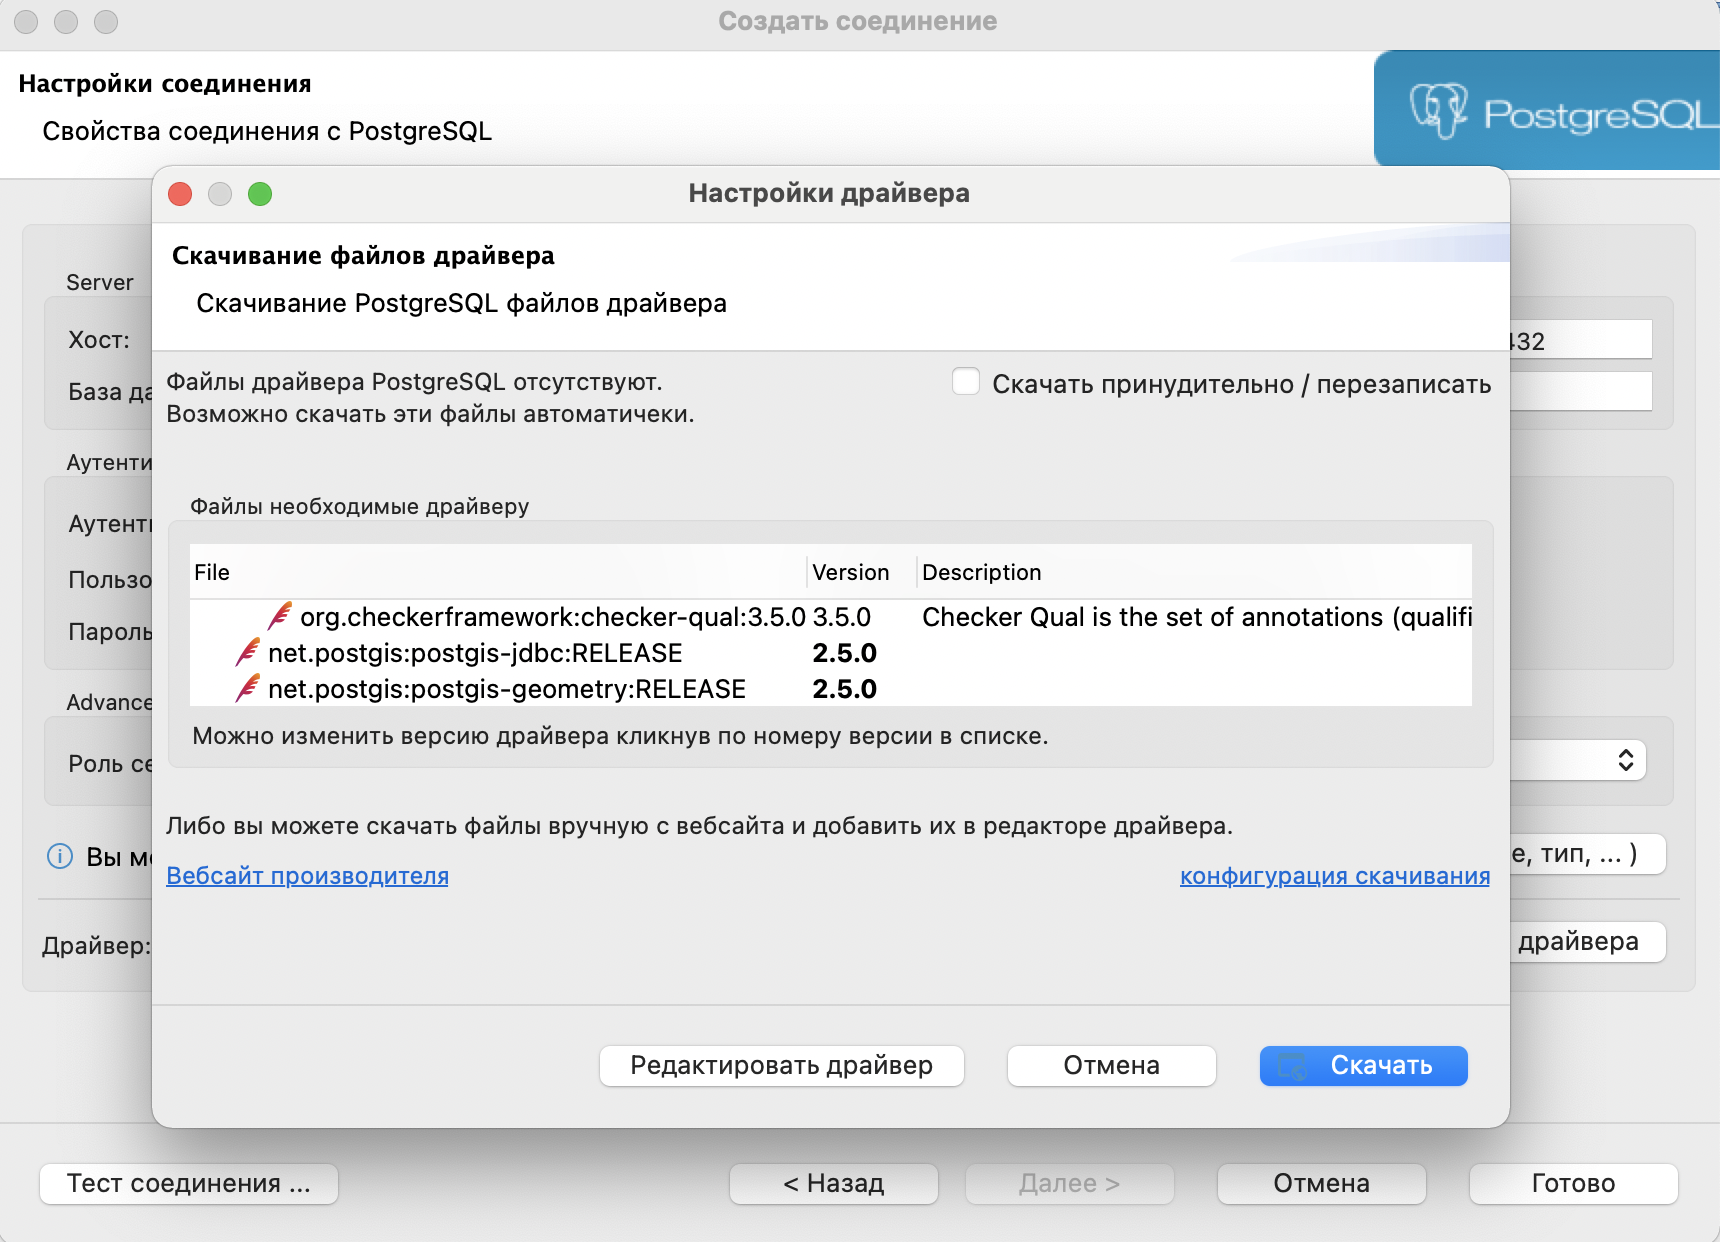 Создать соединение
Настройки соединения
Свойства соединения с PostgreSQL
PostgreSQL
Настройки драйвера
Скачивание файлов драйвера
Скачивание PostgreSQL файлов драйвера
Server
Хост:
432
База да
Файлы драйвера PostgreSQL отсутствуют.
Возможно скачать эти файлы автоматичеки.
Скачать принудительно / перезаписать
Аутенти
Аутенти
Пользо
Пароль
Файлы необходимые драйверу
File Version Description
org.checkerframework:checker-qual:3.5.0 3.5.0 Checker Qual is the set of annotations (qualifi
net.postgis:postgis-jdbc:RELEASE 2.5.0
net.postgis:postgis-geometry:RELEASE 2.5.0
Можно изменить версию драйвера кликнув по номеру версии в списке.
Advance
Роль се
Либо вы можете скачать файлы вручную с вебсайта и добавить их в редакторе драйвера.
Вы мо
е, тип, ... )
Вебсайт производителя
конфигурация скачивания
Драйвер:
драйвера
Редактировать драйвер
Отмена
Скачать
Тест соединения ...
< Назад
Далее >
Отмена
Готово